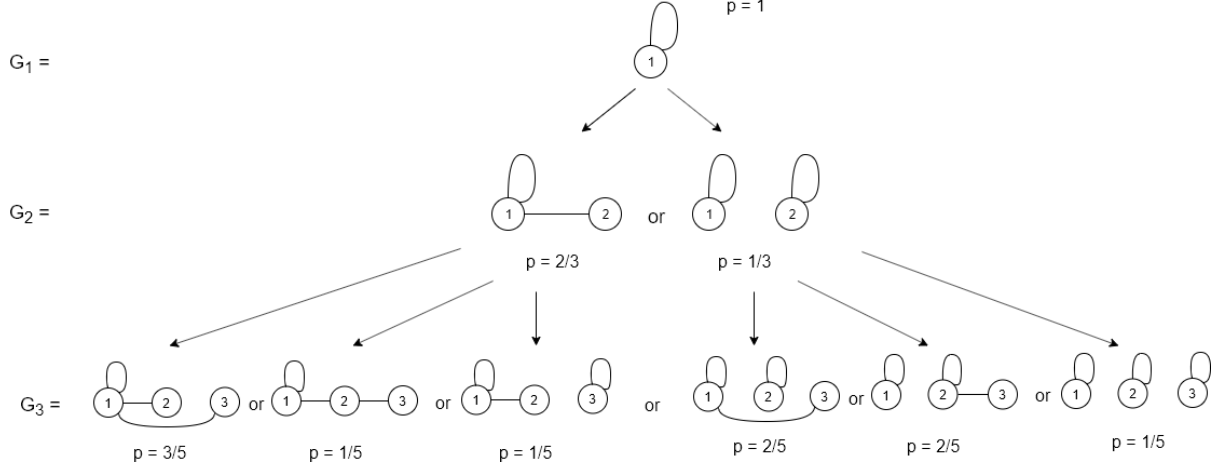 p = 1
G1 =
1
G2 =
1 2 or 1 2
p = 2/3 p = 1/3
G3 =
1 2 3 or 1 2 3 or 1 2 3 or 1 2 3 or 1 2 3 or 1 2 3
p = 3/5 p = 1/5 p = 1/5 p = 2/5 p = 2/5 p = 1/5